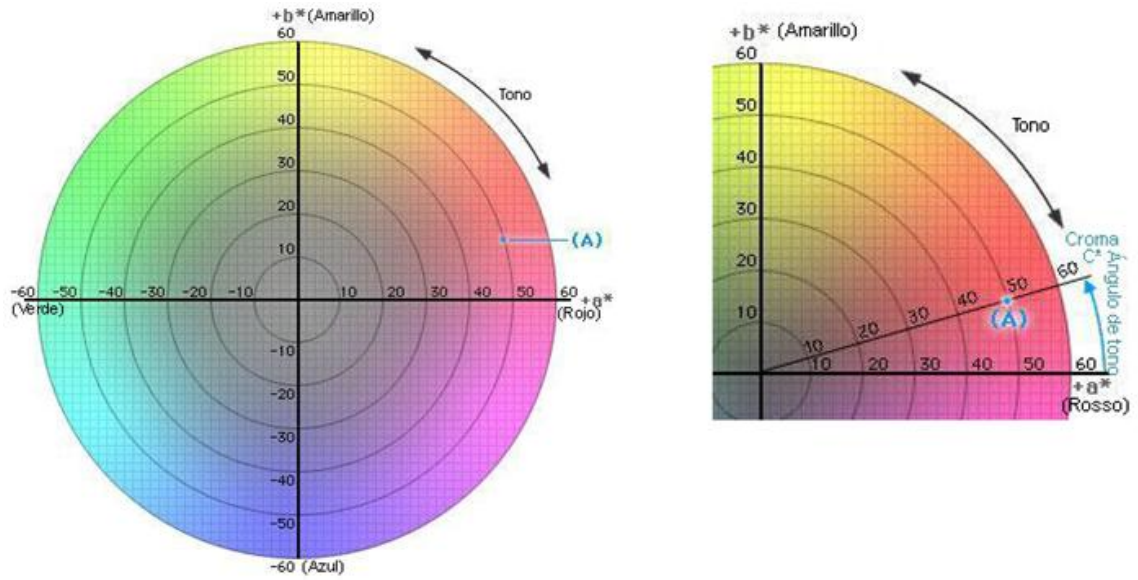 +b* (Amarillo)
60
50
40
30
20
10
Tono
(A)
-60 -50 -40 -30 -20 -10 10 20 30 40 50 60 +a*
(Verde) (Rojo)
-10
-20
-30
-40
-50
-60 (Azul)
+b* (Amarillo)
60
50
40
30
20
10
Tono
Croma
C*
Ángulo de tono
10 20 30 40 50 60
(A)
10 20 30 40 50 60
+a*
(Rosso)